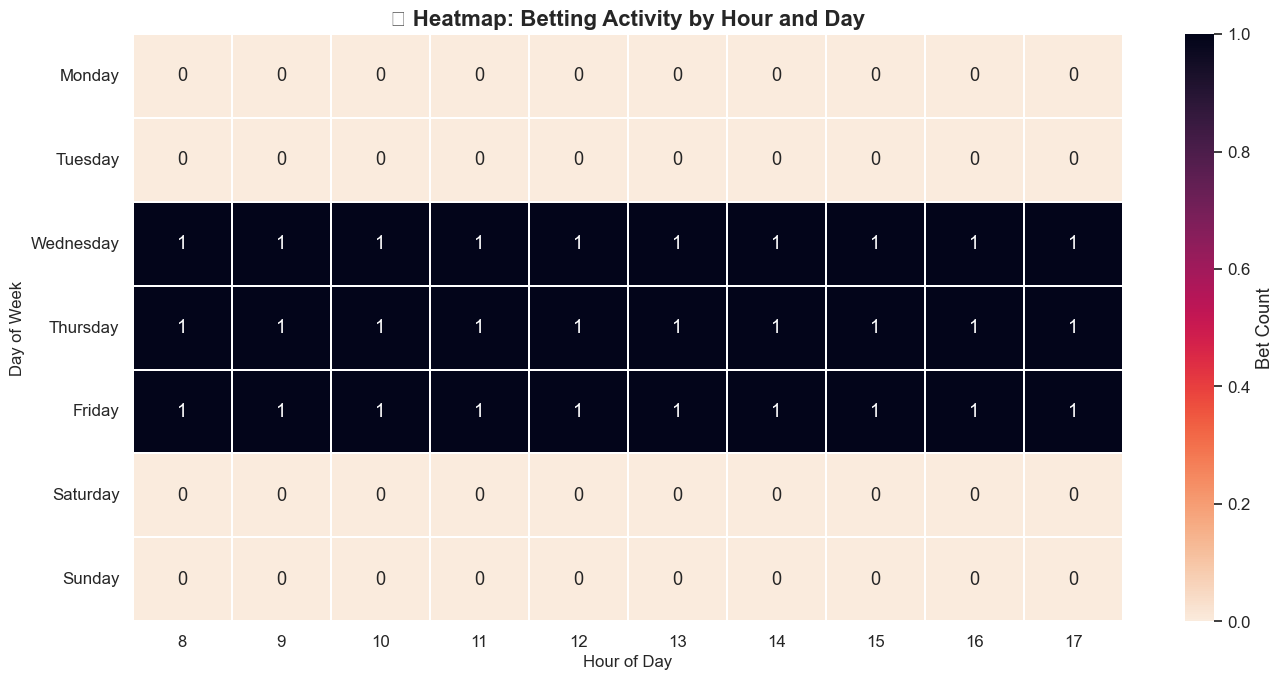 Heatmap: Betting Activity by Hour and Day
Monday 0 0 0 0 0 0 0 0 0 0
Tuesday 0 0 0 0 0 0 0 0 0 0
Wednesday 1 1 1 1 1 1 1 1 1 1
Thursday 1 1 1 1 1 1 1 1 1 1
Friday 1 1 1 1 1 1 1 1 1 1
Saturday 0 0 0 0 0 0 0 0 0 0
Sunday 0 0 0 0 0 0 0 0 0 0
8 9 10 11 12 13 14 15 16 17
Hour of Day
Day of Week
1.0
0.8
0.6
0.4
0.2
0.0
Bet Count